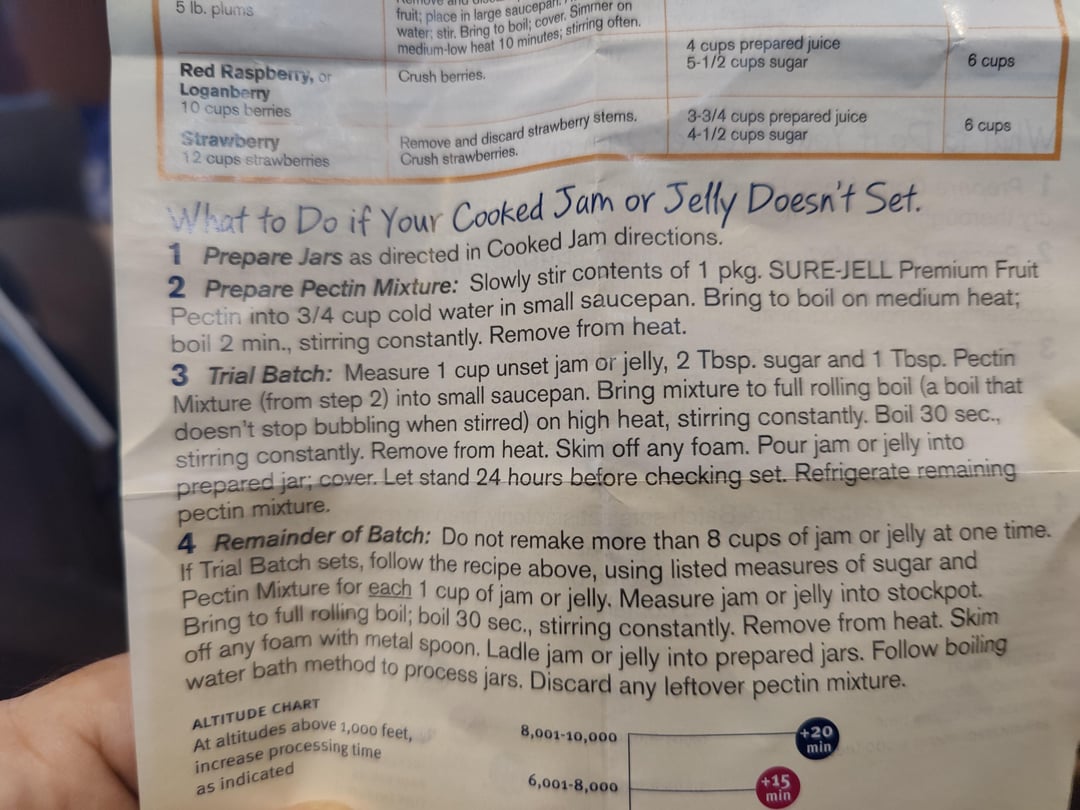 5 lb. plums
fruit; place in large saucepan.
water; stir. Bring to boil; cover. Simmer on
medium-low heat 10 minutes; stirring often.
Red Raspberry, or
Loganberry
10 cups berries
Crush berries.
4 cups prepared juice
5-1/2 cups sugar
6 cups
Strawberry
12 cups strawberries
Remove and discard strawberry stems.
Crush strawberries.
3-3/4 cups prepared juice
4-1/2 cups sugar
6 cups
What to Do if Your Cooked Jam or Jelly Doesn't Set.
1 Prepare Jars as directed in Cooked Jam directions.
2 Prepare Pectin Mixture: Slowly stir contents of 1 pkg. SURE-JELL Premium Fruit
Pectin into 3/4 cup cold water in small saucepan. Bring to boil on medium heat;
boil 2 min., stirring constantly. Remove from heat.
3 Trial Batch: Measure 1 cup unset jam or jelly, 2 Tbsp. sugar and 1 Tbsp. Pectin
Mixture (from step 2) into small saucepan. Bring mixture to full rolling boil (a boil that
doesn't stop bubbling when stirred) on high heat, stirring constantly. Boil 30 sec.,
stirring constantly. Remove from heat. Skim off any foam. Pour jam or jelly into
prepared jar; cover. Let stand 24 hours before checking set. Refrigerate remaining
pectin mixture.
4 Remainder of Batch: Do not remake more than 8 cups of jam or jelly at one time.
If Trial Batch sets, follow the recipe above, using listed measures of sugar and
Pectin Mixture for each 1 cup of jam or jelly. Measure jam or jelly into stockpot.
Bring to full rolling boil; boil 30 sec., stirring constantly. Remove from heat. Skim
off any foam with metal spoon. Ladle jam or jelly into prepared jars. Follow boiling
water bath method to process jars. Discard any leftover pectin mixture.
ALTITUDE CHART
At altitudes above 1,000 feet,
increase processing time
as indicated
8,001-10,000
+20
min
6,001-8,000
+15
min